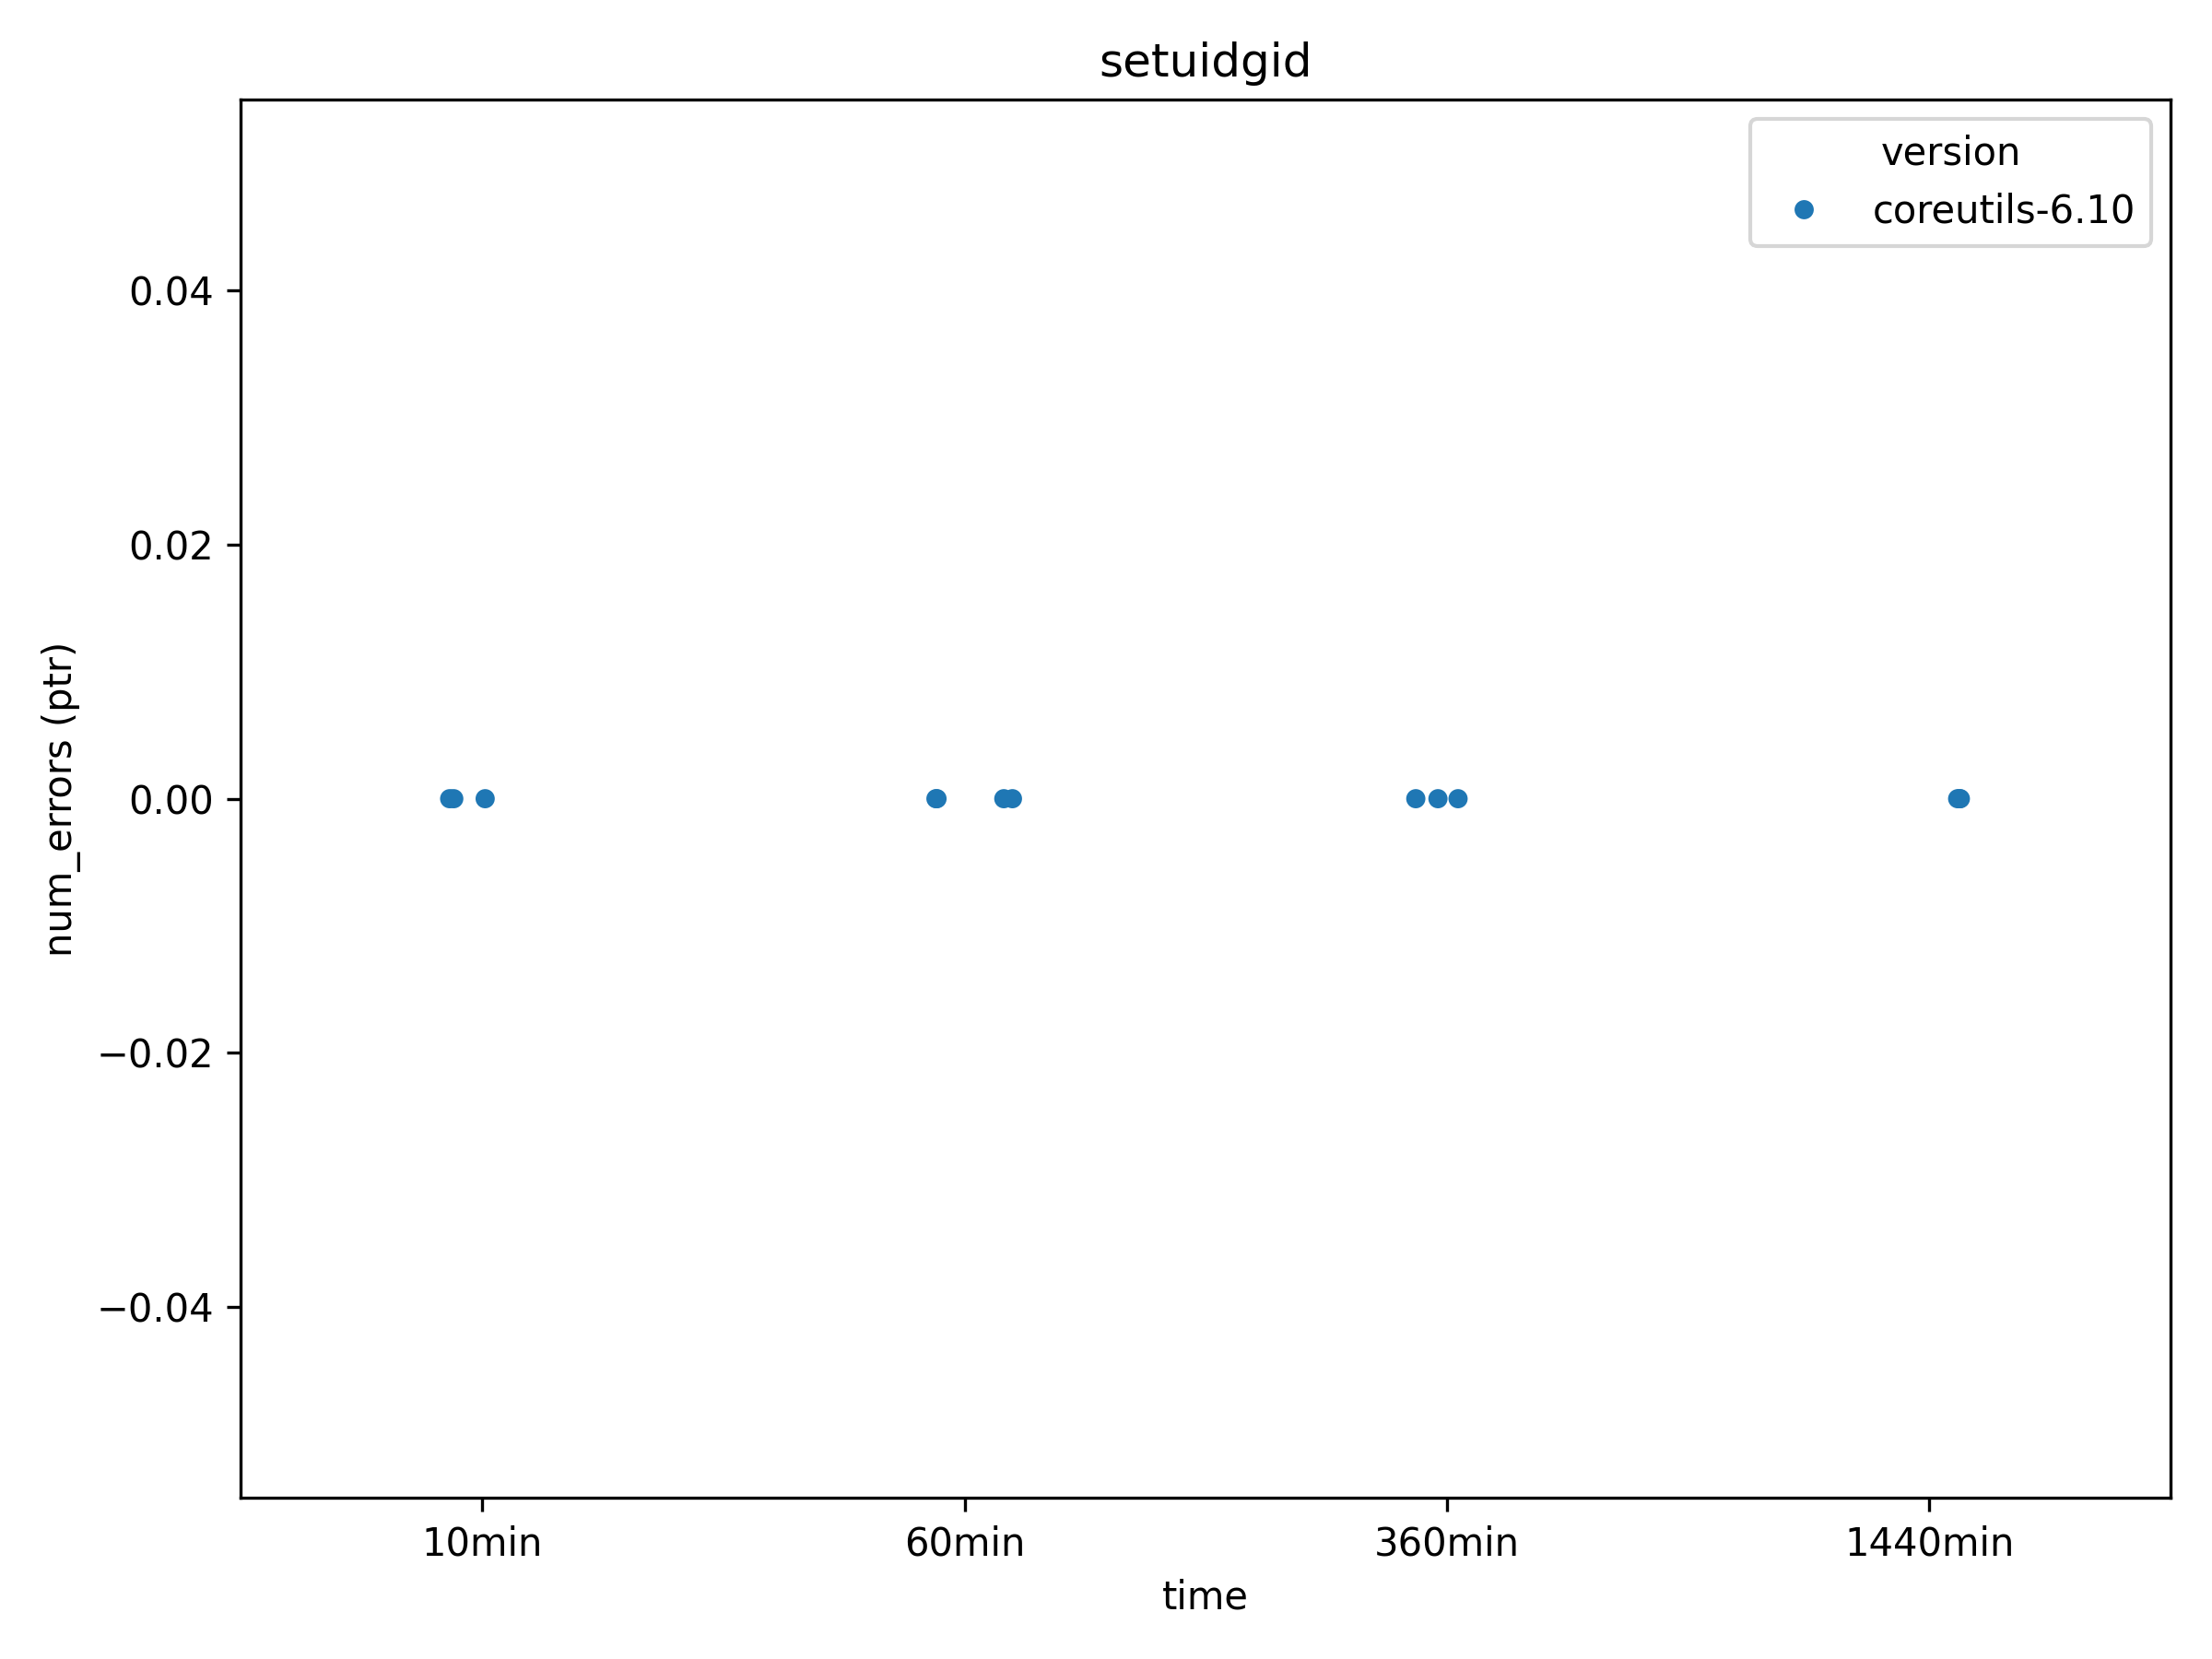 setuidgid
version
coreutils-6.10
num_errors (ptr)
0.04
0.02
0.00
−0.02
−0.04
10min
60min
360min
1440min
time